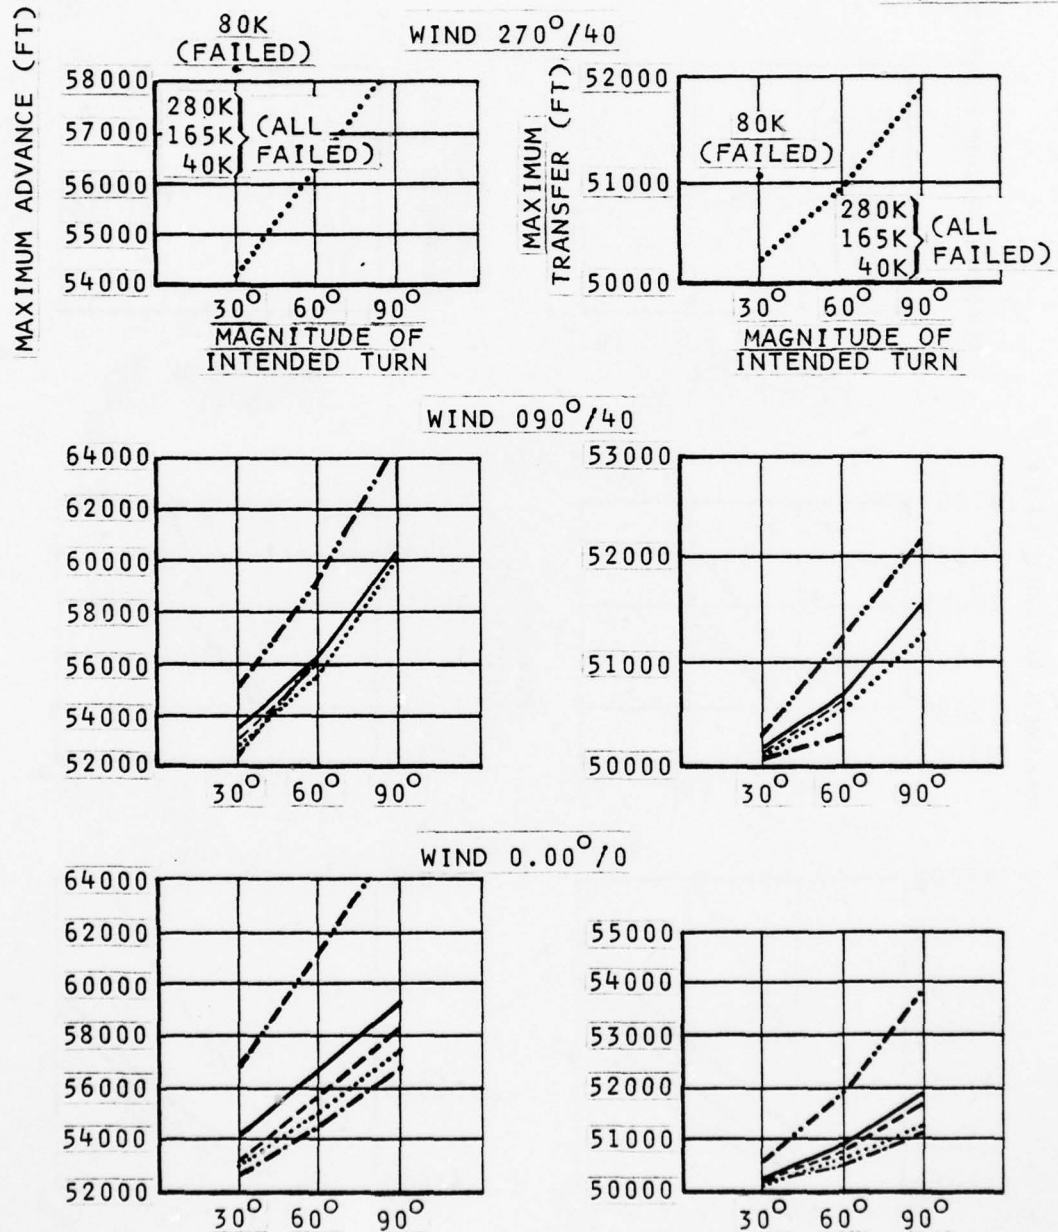 MAXIMUM ADVANCE (FT)
80K
(FAILED)
WIND 270°/40
58000
57000
56000
55000
54000
280K
165K
40K
(ALL
FAILED)
30° 60° 90°
MAGNITUDE OF
INTENDED TURN
MAXIMUM
TRANSFER (FT)
52000
51000
50000
80K
(FAILED)
280K
165K
40K
(ALL
FAILED)
30° 60° 90°
MAGNITUDE OF
INTENDED TURN
WIND 090°/40
64000
62000
60000
58000
56000
54000
52000
30° 60° 90°
53000
52000
51000
50000
30° 60° 90°
WIND 0.00°/0
64000
62000
60000
58000
56000
54000
52000
30° 60° 90°
55000
54000
53000
52000
51000
50000
30° 60° 90°